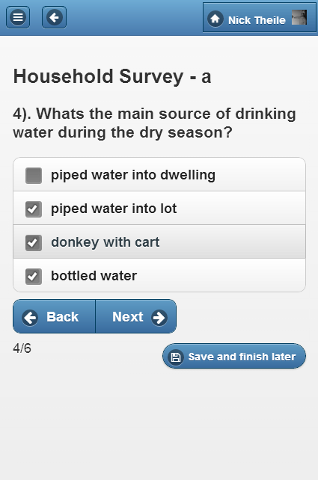 Nick Theile
Household Survey - a
4). Whats the main source of drinking
water during the dry season?
piped water into dwelling
piped water into lot
donkey with cart
bottled water
Back
Next
4/6
Save and finish later